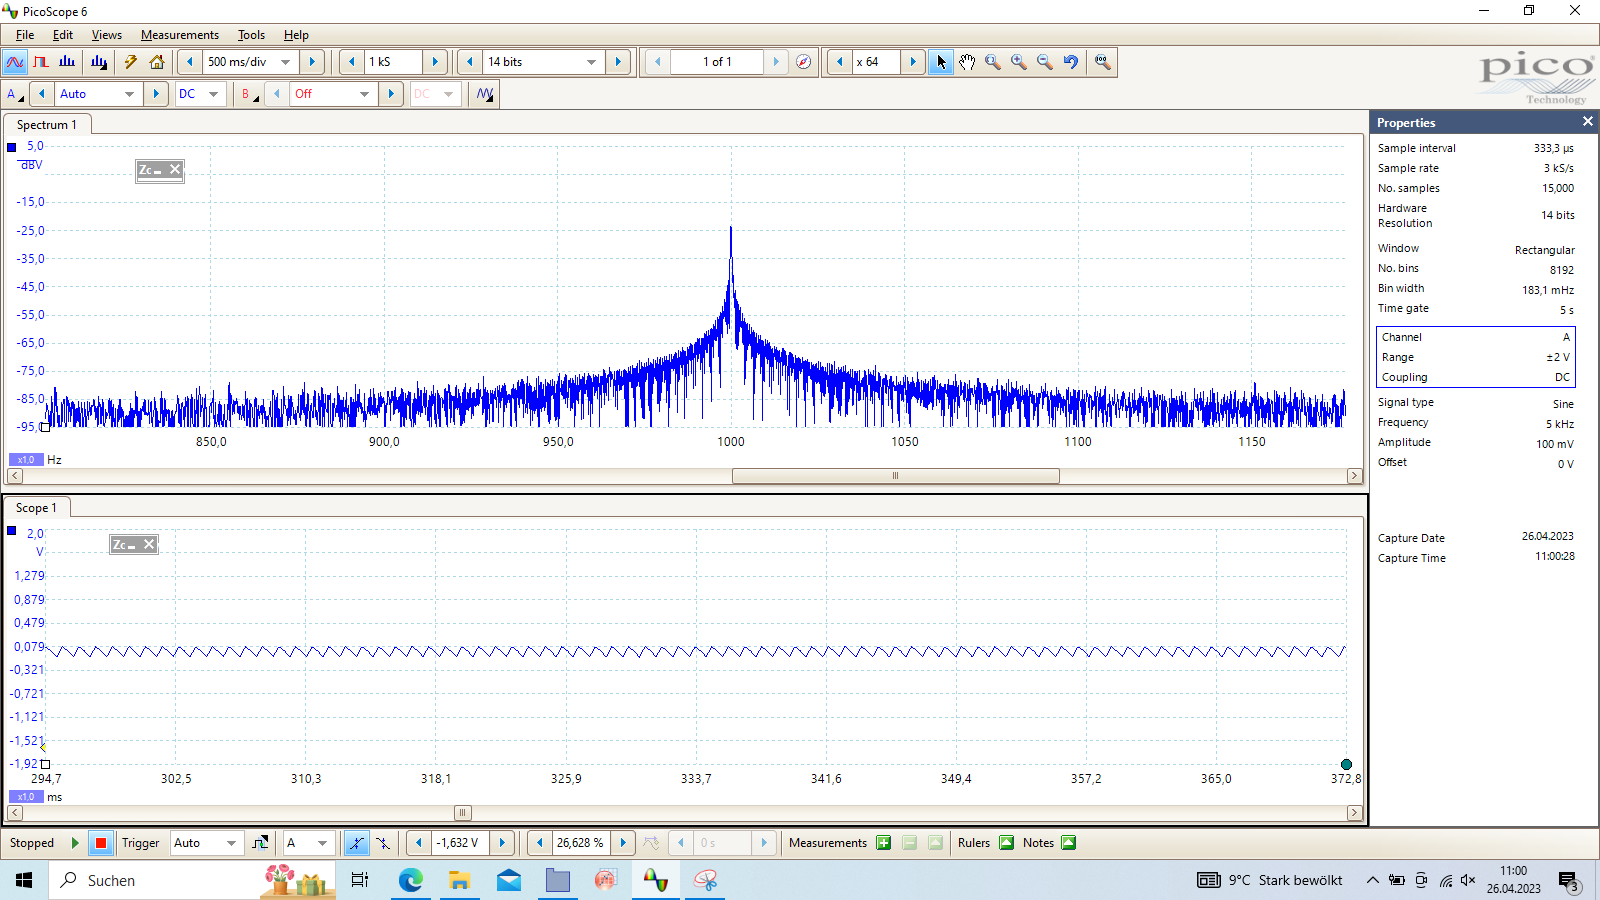 PicoScope 6
File Edit Views Measurements Tools Help
500 ms/div 1 kS 14 bits 1 of 1 x 64
A Auto DC B Off DC
pico
Technology
Spectrum 1
5,0
dBV
-15,0
-25,0
-35,0
-45,0
-55,0
-65,0
-75,0
-85,0
-95,0
Zc
850,0 900,0 950,0 1000 1050 1100 1150
x1.0 Hz
Scope 1
2,0
V
1,279
0,879
0,479
0,079
-0,321
-0,721
-1,121
-1,521
-1,921
Zc
294,7 302,5 310,3 318,1 325,9 333,7 341,6 349,4 357,2 365,0 372,8
x1.0 ms
Properties
Sample interval 333,3 µs
Sample rate 3 kS/s
No. samples 15,000
Hardware Resolution 14 bits
Window Rectangular
No. bins 8192
Bin width 183,1 mHz
Time gate 5 s
Channel A
Range ±2 V
Coupling DC
Signal type Sine
Frequency 5 kHz
Amplitude 100 mV
Offset 0 V
Capture Date 26.04.2023
Capture Time 11:00:28
Stopped Trigger Auto A -1,632 V 26,628 % 0 s Measurements Rulers Notes
Suchen 9°C Stark bewölkt 11:00
26.04.2023 3